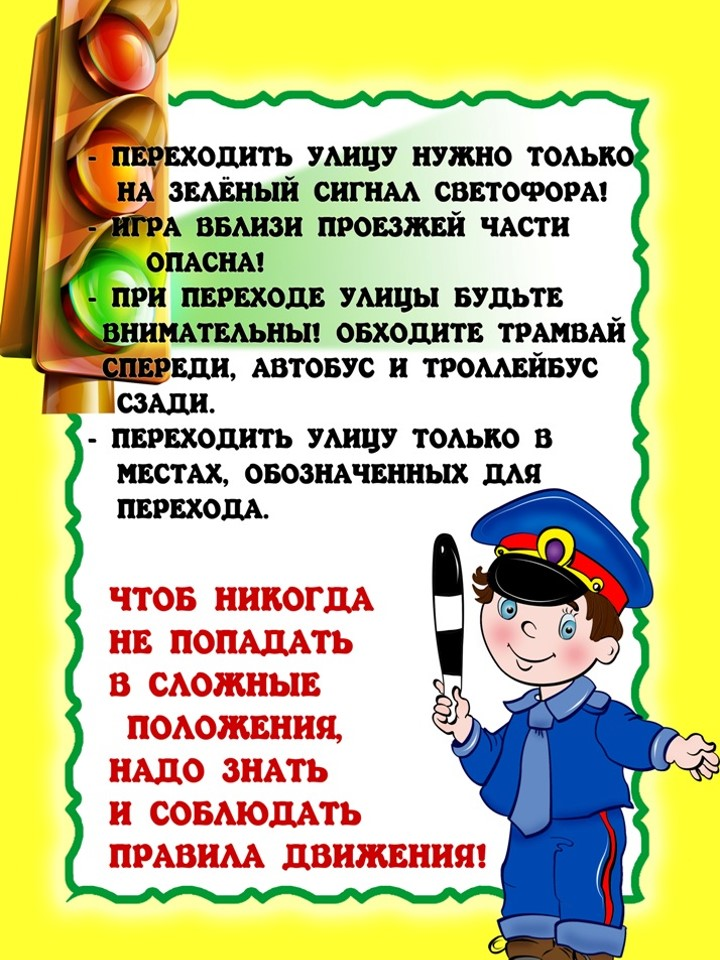 - ПЕРЕХОДИТЬ УЛИЦУ НУЖНО ТОЛЬКО
НА ЗЕЛЁНЫЙ СИГНАЛ СВЕТОФОРА!
- ИГРА ВБЛИЗИ ПРОЕЗЖЕЙ ЧАСТИ
ОПАСНА!
- ПРИ ПЕРЕХОДЕ УЛИЦЫ БУДЬТЕ
ВНИМАТЕЛЬНЫ! ОБХОДИТЕ ТРАМВАЙ
СПЕРЕДИ, АВТОБУС И ТРОЛЛЕЙБУС
СЗАДИ.
- ПЕРЕХОДИТЬ УЛИЦУ ТОЛЬКО В
МЕСТАХ, ОБОЗНАЧЕННЫХ ДЛЯ
ПЕРЕХОДА.
ЧТОБ НИКОГДА
НЕ ПОПАДАТЬ
В СЛОЖНЫЕ
ПОЛОЖЕНИЯ,
НАДО ЗНАТЬ
И СОБЛЮДАТЬ
ПРАВИЛА ДВИЖЕНИЯ!